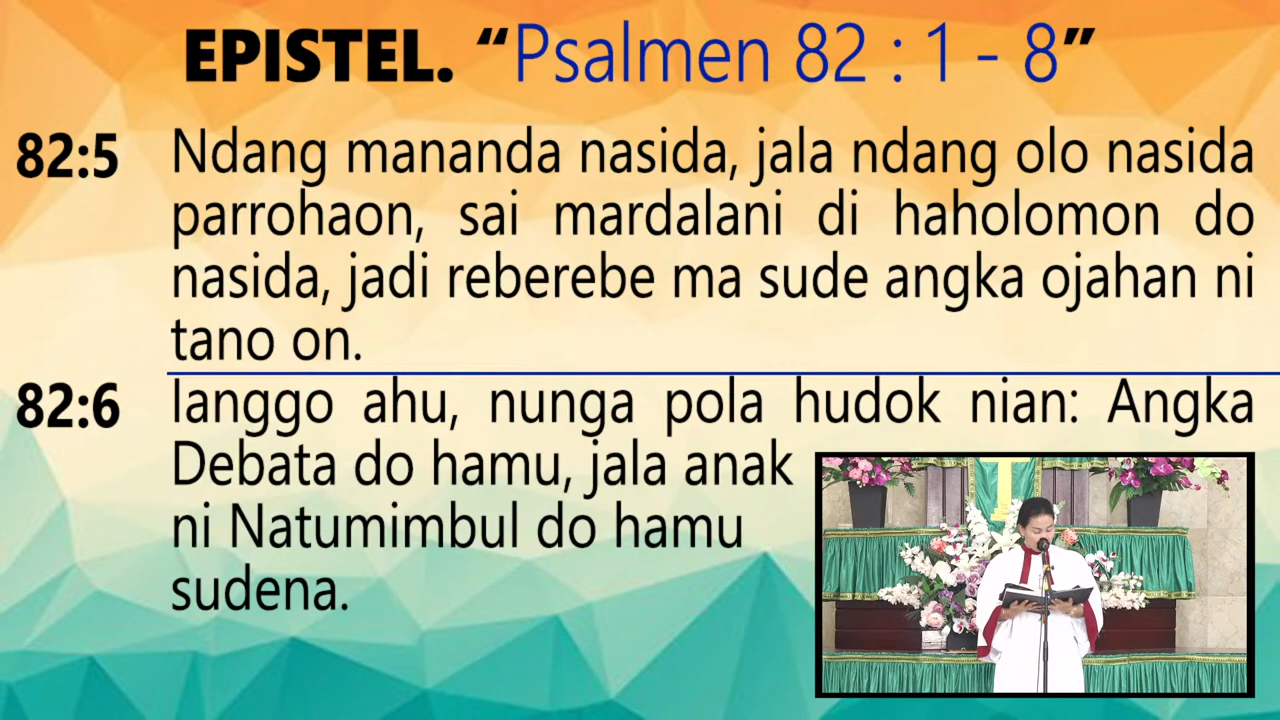 EPISTEL. “Psalmen 82 : 1 - 8”
82:5 Ndang mananda nasida, jala ndang olo nasida
parrohaon, sai mardalani di haholomon do
nasida, jadi reberebe ma sude angka ojahan ni
tano on.
82:6 Ianggo ahu, nunga pola hudok nian: Angka
Debata do hamu, jala anak
ni Natumimbul do hamu
sudena.